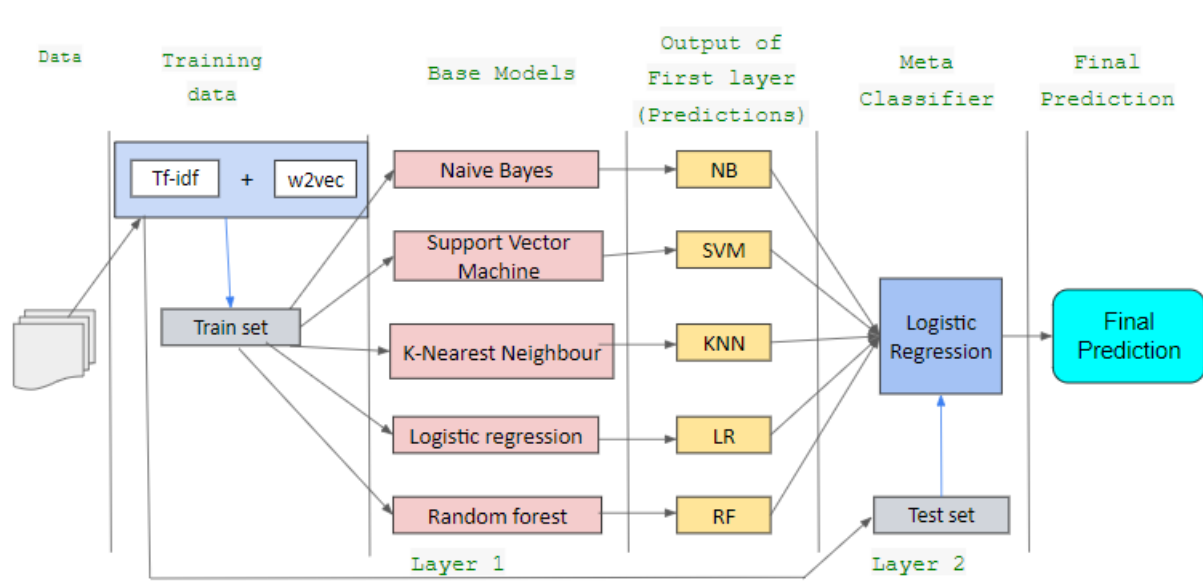 Data
Training
data
Base Models
Output of
First layer
(Predictions)
Meta
Classifier
Final
Prediction
Tf-idf + w2vec
Train set
Naive Bayes
Support Vector
Machine
K-Nearest Neighbour
Logistic regression
Random forest
NB
SVM
KNN
LR
RF
Logistic
Regression
Test set
Final
Prediction
Layer 1
Layer 2